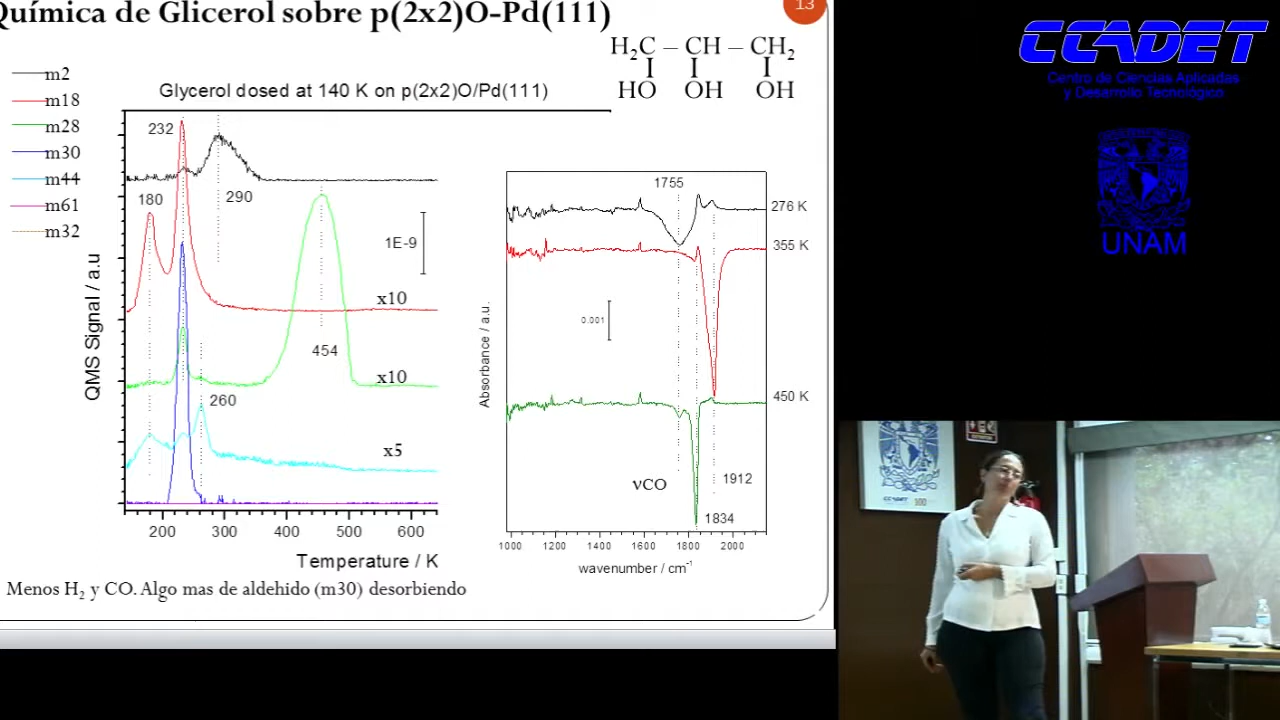 Química de Glicerol sobre p(2x2)O-Pd(111)
13
H2C – CH – CH2
HO OH OH
m2
m18
m28
m30
m44
m61
m32
Glycerol dosed at 140 K on p(2x2)O/Pd(111)
232
180
290
1E-9
x10
454
x10
260
x5
QMS Signal / a.u
200 300 400 500 600
Temperature / K
1755
276 K
355 K
0.001
450 K
Absorbance / a.u.
νCO
1912
1834
1000 1200 1400 1600 1800 2000
wavenumber / cm-1
Menos H2 y CO. Algo mas de aldehido (m30) desorbiendo
CCADET
Centro de Ciencias Aplicadas
y Desarrollo Tecnológico
UNAM
CCADET